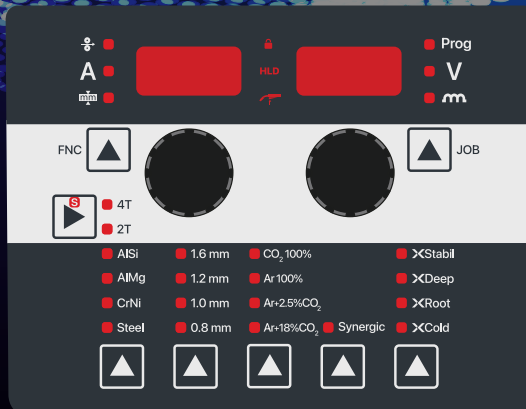 Prog
A HLD V
mm
FNC JOB
S
4T
2T
AlSi 1.6 mm CO2 100% XStabil
AlMg 1.2 mm Ar 100% XDeep
CrNi 1.0 mm Ar+2.5%CO2 XRoot
Steel 0.8 mm Ar+18%CO2 Synergic XCold